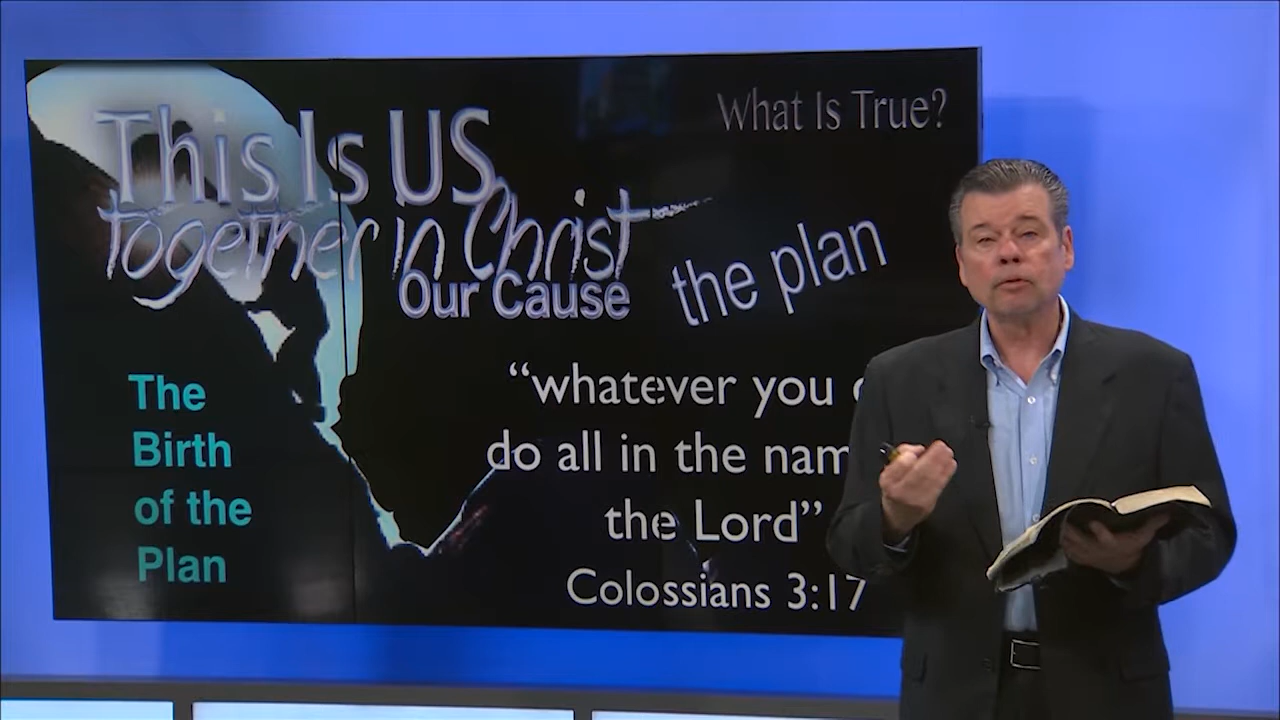 What Is True?
This Is US
together in Christ
Our Cause
the plan
The
Birth
of the
Plan
“whatever you
do all in the
the Lord”
Colossians 3:17